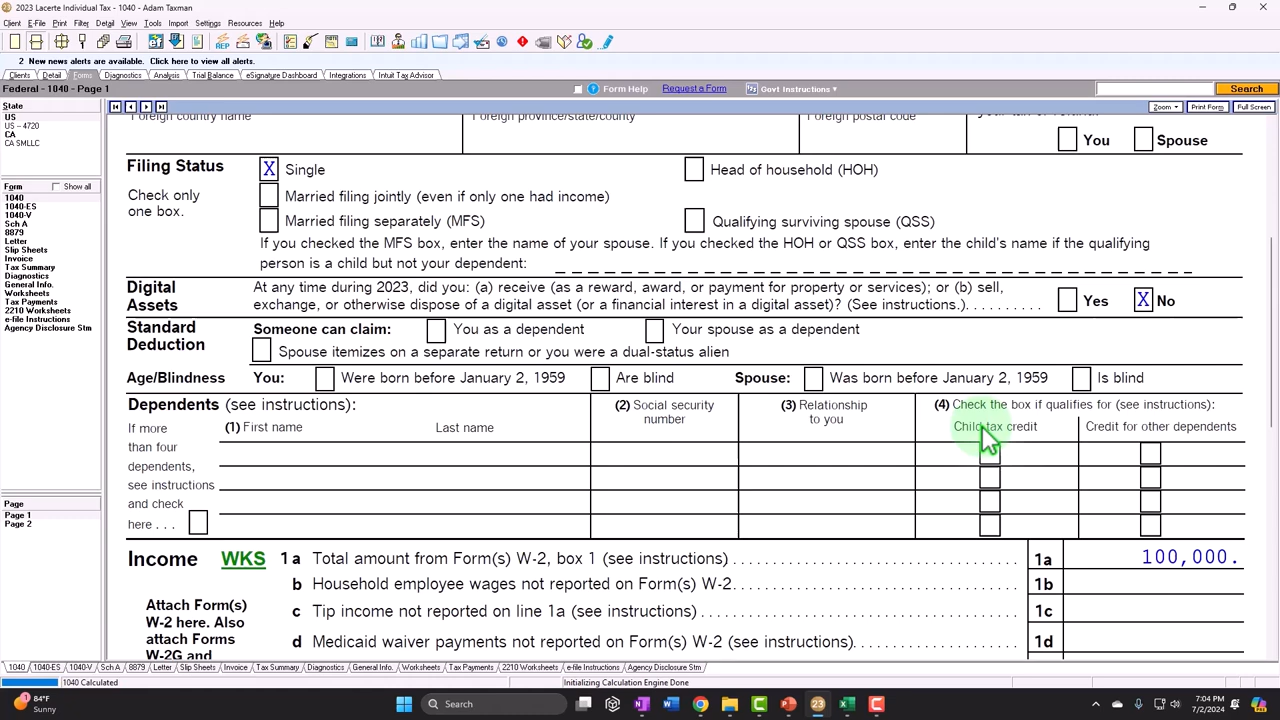 2023 Lacerte Individual Tax - 1040 - Adam Taxman
Client E-File Print Filter Detail View Tools Import Settings Resources Help
REP
2 New news alerts are available. Click here to view all alerts.
Clients Detail Forms Diagnostics Analysis Trial Balance eSignature Dashboard Integrations Intuit Tax Advisor
Federal - 1040 - Page 1
? Form Help Request a Form Govt Instructions Search
State
US
US - 4720
CA
CA SMLLC
Form Show all
1040
1040-ES
1040-V
Sch A
8879
Letter
Slip Sheets
Invoice
Tax Summary
Diagnostics
General Info.
Worksheets
Tax Payments
2210 Worksheets
e-file Instructions
Agency Disclosure Stm
Page
Page 1
Page 2
Zoom Print Form Full Screen
Foreign country name Foreign province/state/county Foreign postal code your tax or refund.
You Spouse
Filing Status X Single Head of household (HOH)
Check only one box.
Married filing jointly (even if only one had income)
Married filing separately (MFS) Qualifying surviving spouse (QSS)
If you checked the MFS box, enter the name of your spouse. If you checked the HOH or QSS box, enter the child's name if the qualifying
person is a child but not your dependent:
Digital Assets
At any time during 2023, did you: (a) receive (as a reward, award, or payment for property or services); or (b) sell,
exchange, or otherwise dispose of a digital asset (or a financial interest in a digital asset)? (See instructions.) Yes X No
Standard Deduction
Someone can claim: You as a dependent Your spouse as a dependent
Spouse itemizes on a separate return or you were a dual-status alien
Age/Blindness You: Were born before January 2, 1959 Are blind Spouse: Was born before January 2, 1959 Is blind
Dependents (see instructions): (2) Social security number (3) Relationship to you (4) Check the box if qualifies for (see instructions):
(1) First name Last name Child tax credit Credit for other dependents
If more
than four
dependents,
see instructions
and check
here . . .
Income WKS 1a Total amount from Form(s) W-2, box 1 (see instructions) 1a 100,000.
b Household employee wages not reported on Form(s) W-2 1b
c Tip income not reported on line 1a (see instructions) 1c
d Medicaid waiver payments not reported on Form(s) W-2 (see instructions) 1d
Attach Form(s)
W-2 here. Also
attach Forms
W-2G and
1040 1040-ES 1040-V Sch A 8879 Letter Slip Sheets Invoice Tax Summary Diagnostics General Info. Worksheets Tax Payments 2210 Worksheets e-file Instructions Agency Disclosure Stm
1040 Calculated Initializing Calculation Engine Done
84°F
Sunny
Search
23
7:04 PM
7/2/2024